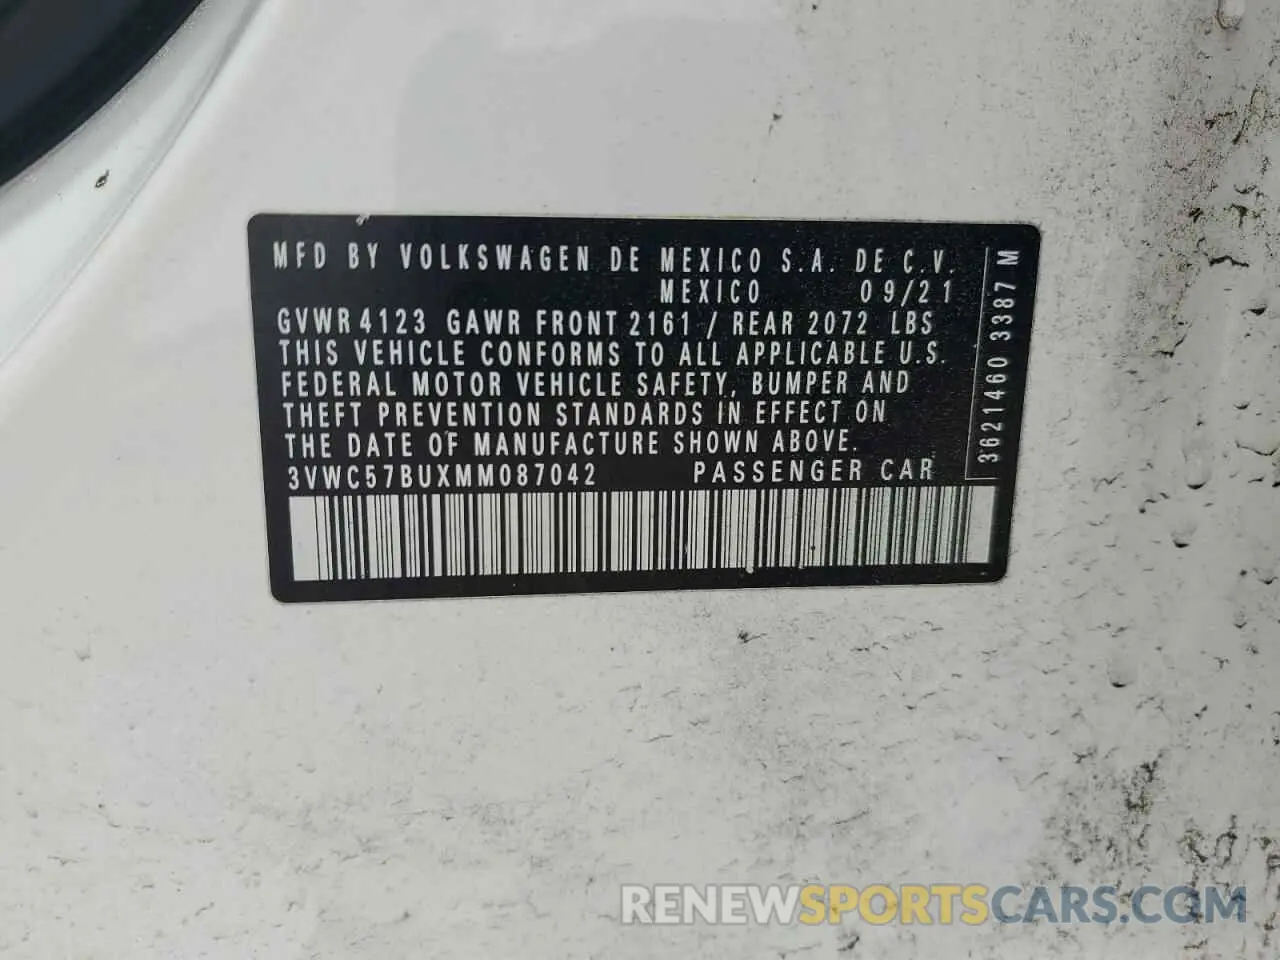 MFD BY VOLKSWAGEN DE MEXICO S.A. DE C.V.
MEXICO 09/21
GVWR 4123 GAWR FRONT 2161 / REAR 2072 LBS
THIS VEHICLE CONFORMS TO ALL APPLICABLE U.S.
FEDERAL MOTOR VEHICLE SAFETY, BUMPER AND
THEFT PREVENTION STANDARDS IN EFFECT ON
THE DATE OF MANUFACTURE SHOWN ABOVE.
3VWC57BUXMM087042 PASSENGER CAR
3621460 3387 M
RENEWSPORTSCARS.COM